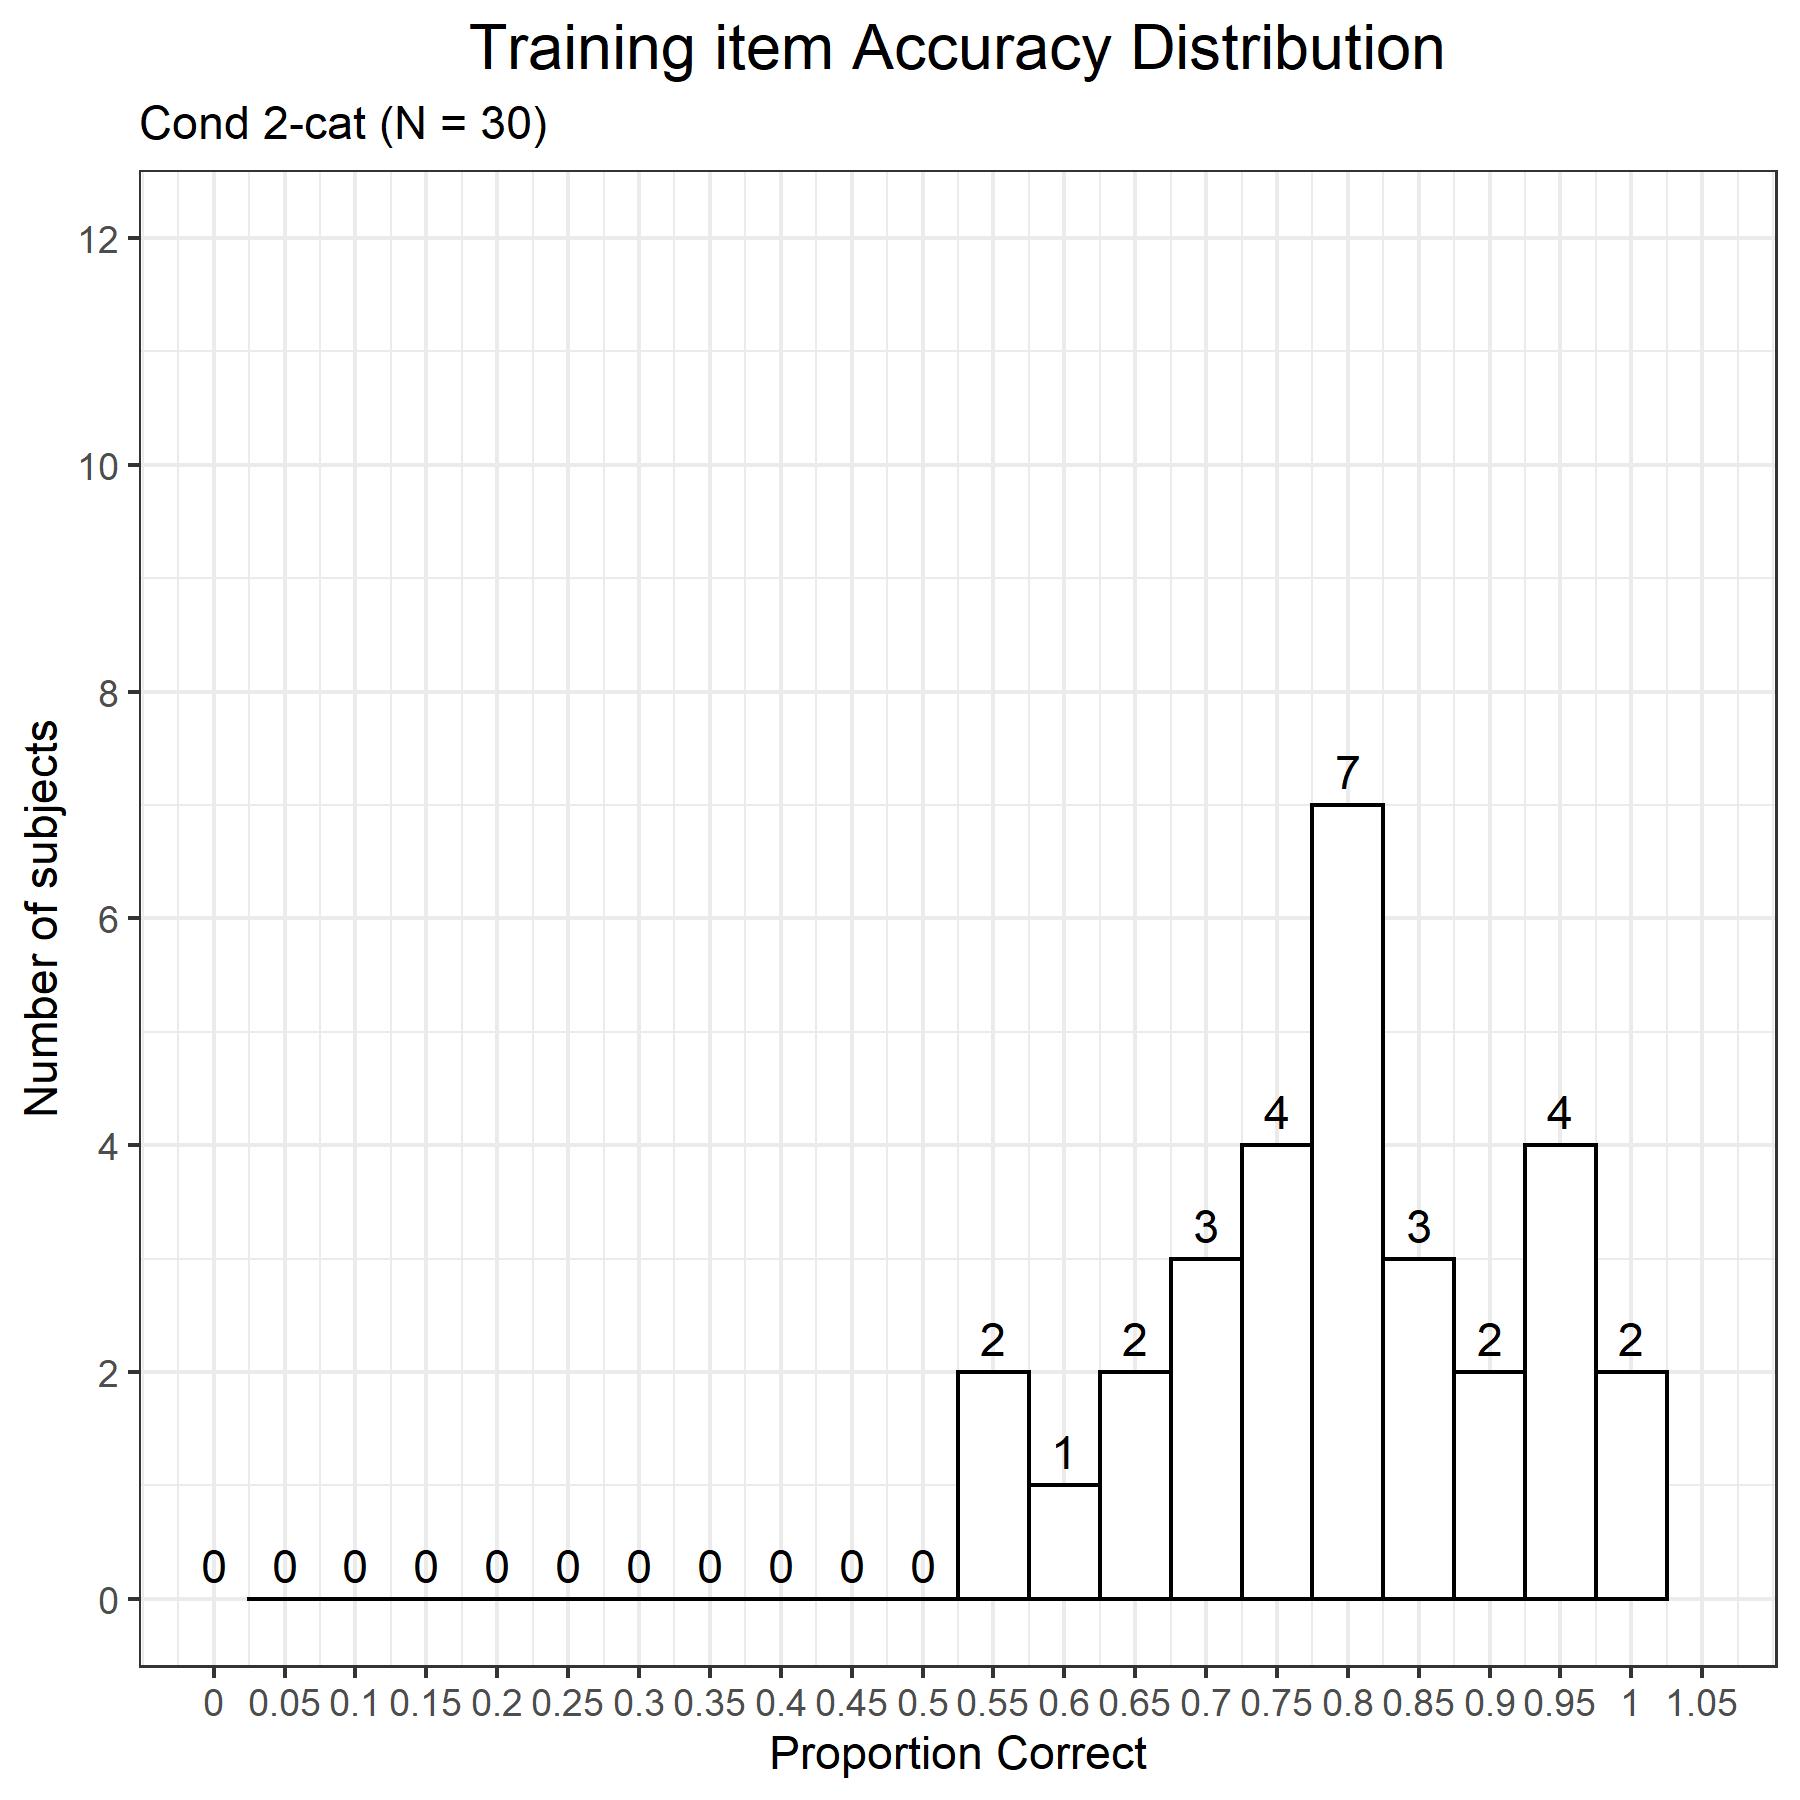 Training item Accuracy Distribution
Cond 2-cat (N = 30)
12
10
8
6
4
2
0
Number of subjects
0 0 0 0 0 0 0 0 0 0 0 2 1 2 3 4 7 3 2 4 2
0 0.05 0.1 0.15 0.2 0.25 0.3 0.35 0.4 0.45 0.5 0.55 0.6 0.65 0.7 0.75 0.8 0.85 0.9 0.95 1 1.05
Proportion Correct